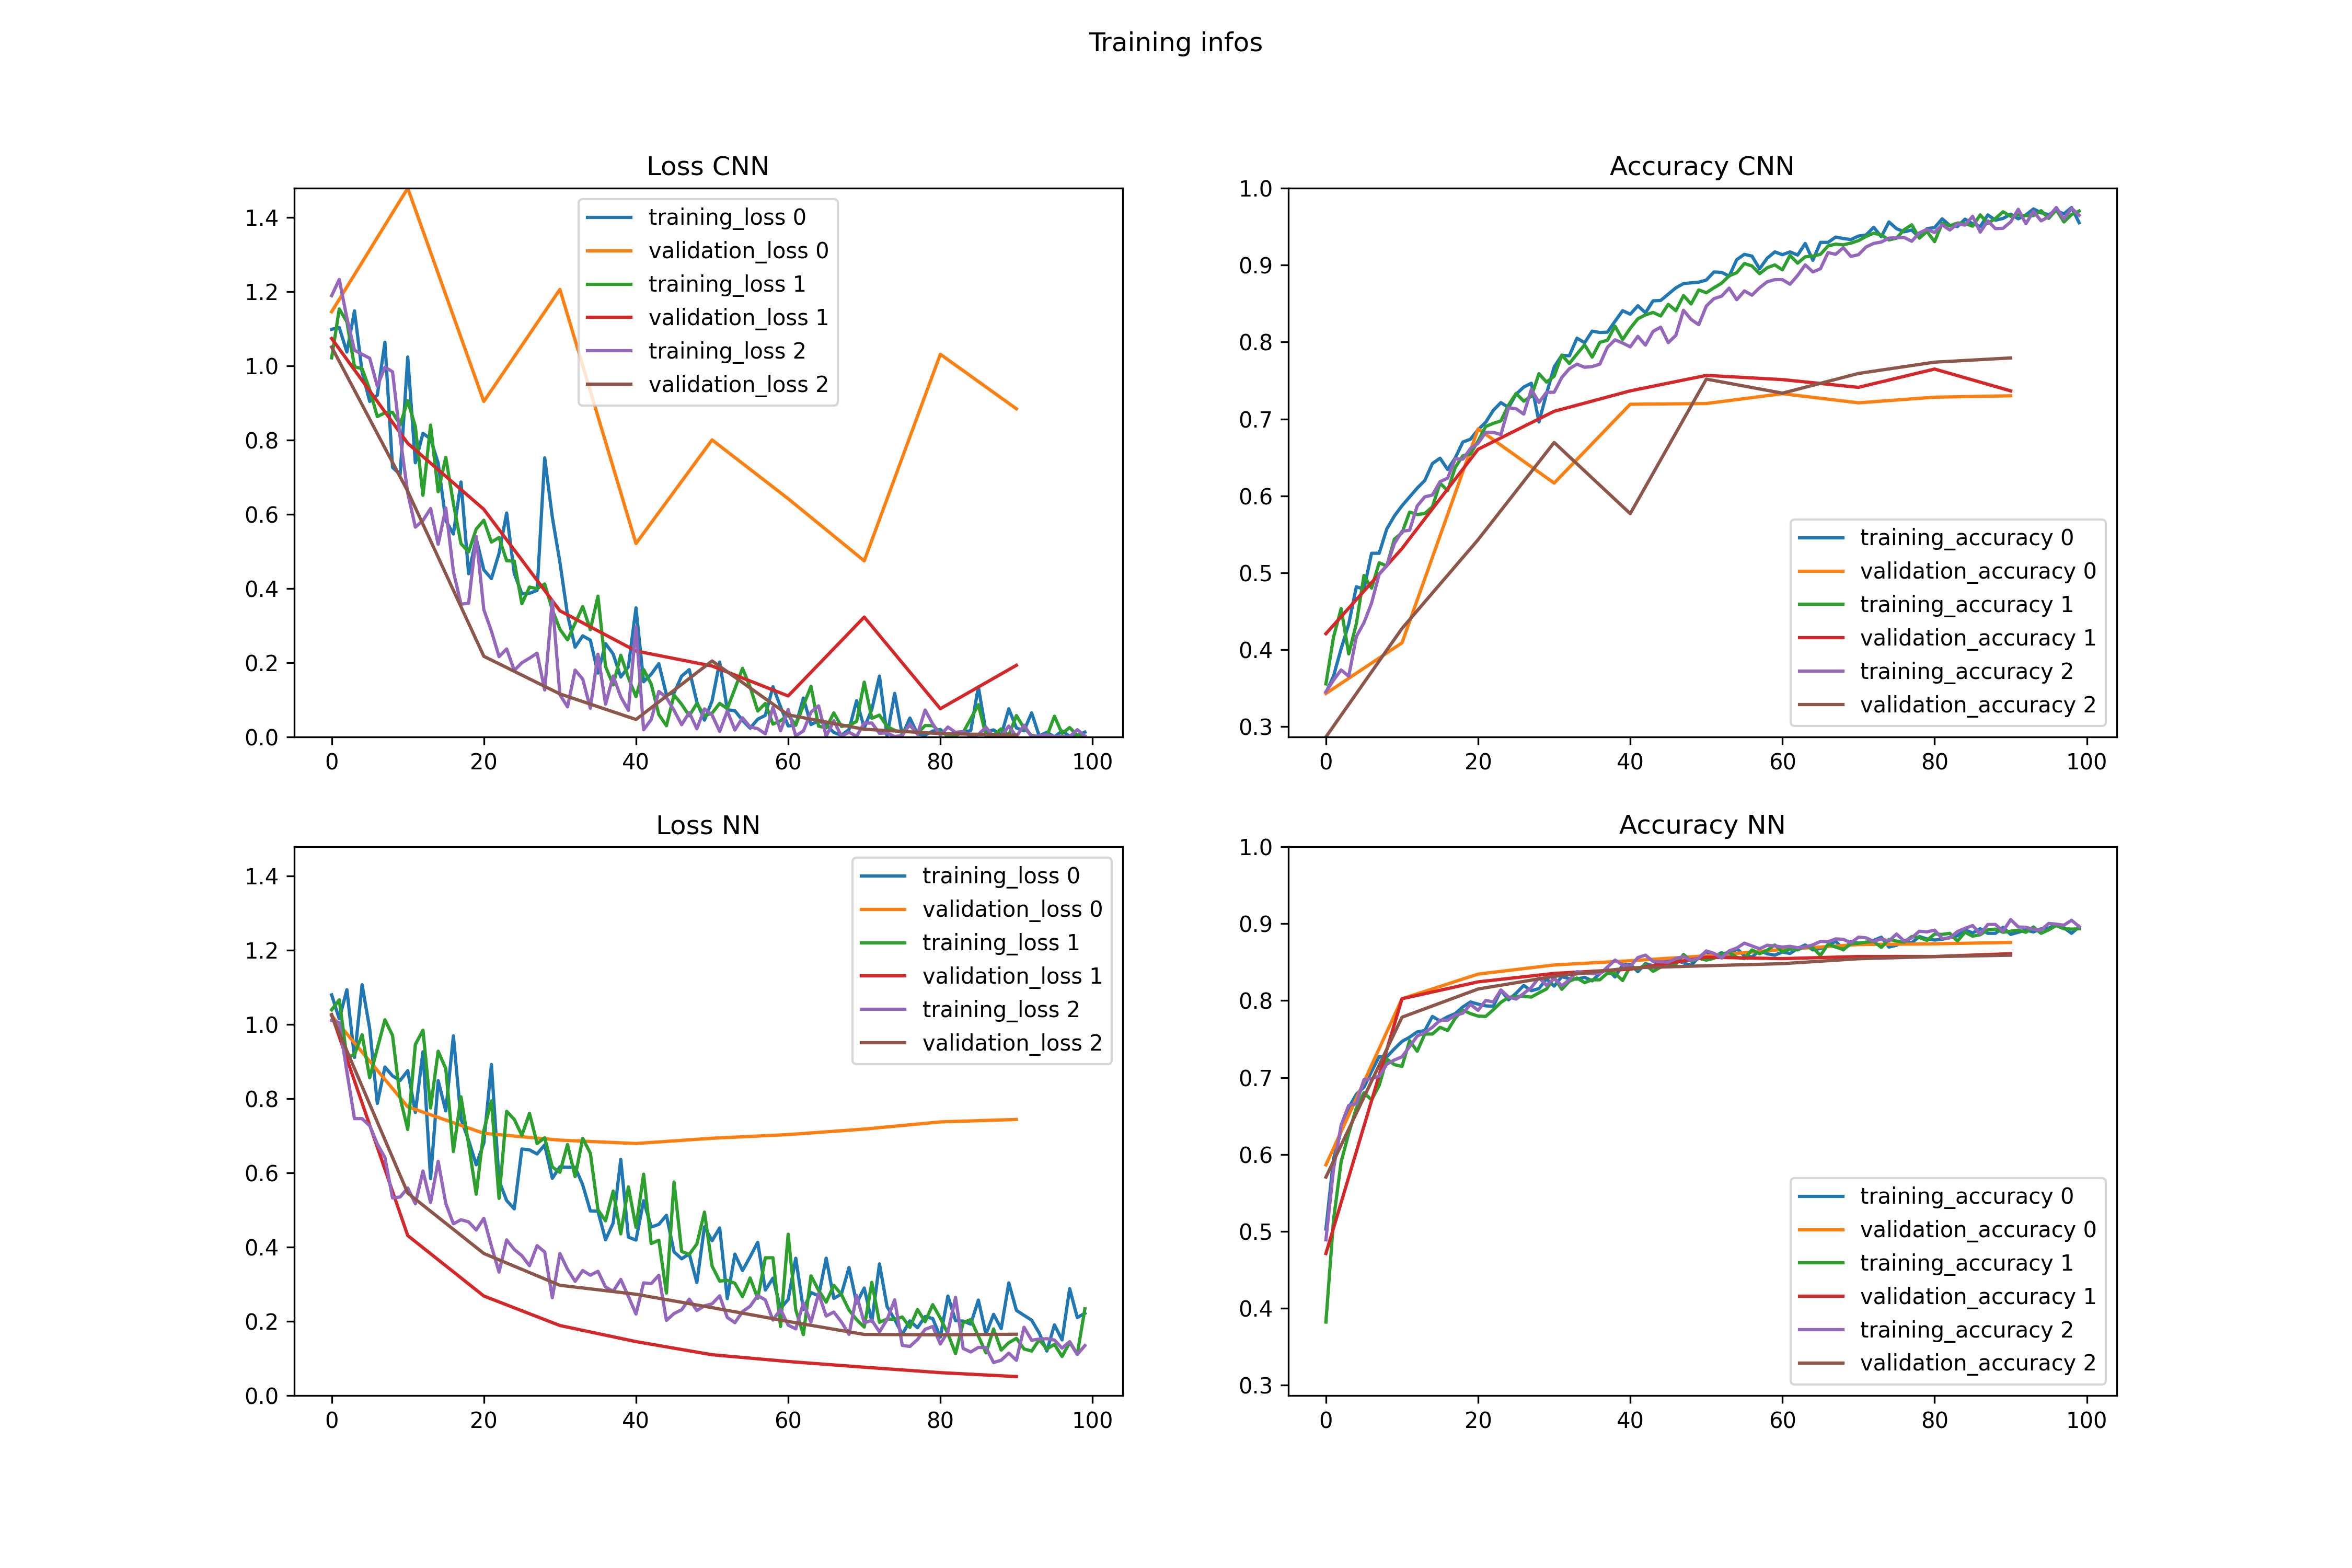 Training infos
Loss CNN
1.4
1.2
1.0
0.8
0.6
0.4
0.2
0.0
0 20 40 60 80 100
training_loss 0
validation_loss 0
training_loss 1
validation_loss 1
training_loss 2
validation_loss 2
Accuracy CNN
1.0
0.9
0.8
0.7
0.6
0.5
0.4
0.3
0 20 40 60 80 100
training_accuracy 0
validation_accuracy 0
training_accuracy 1
validation_accuracy 1
training_accuracy 2
validation_accuracy 2
Loss NN
1.4
1.2
1.0
0.8
0.6
0.4
0.2
0.0
0 20 40 60 80 100
training_loss 0
validation_loss 0
training_loss 1
validation_loss 1
training_loss 2
validation_loss 2
Accuracy NN
1.0
0.9
0.8
0.7
0.6
0.5
0.4
0.3
0 20 40 60 80 100
training_accuracy 0
validation_accuracy 0
training_accuracy 1
validation_accuracy 1
training_accuracy 2
validation_accuracy 2